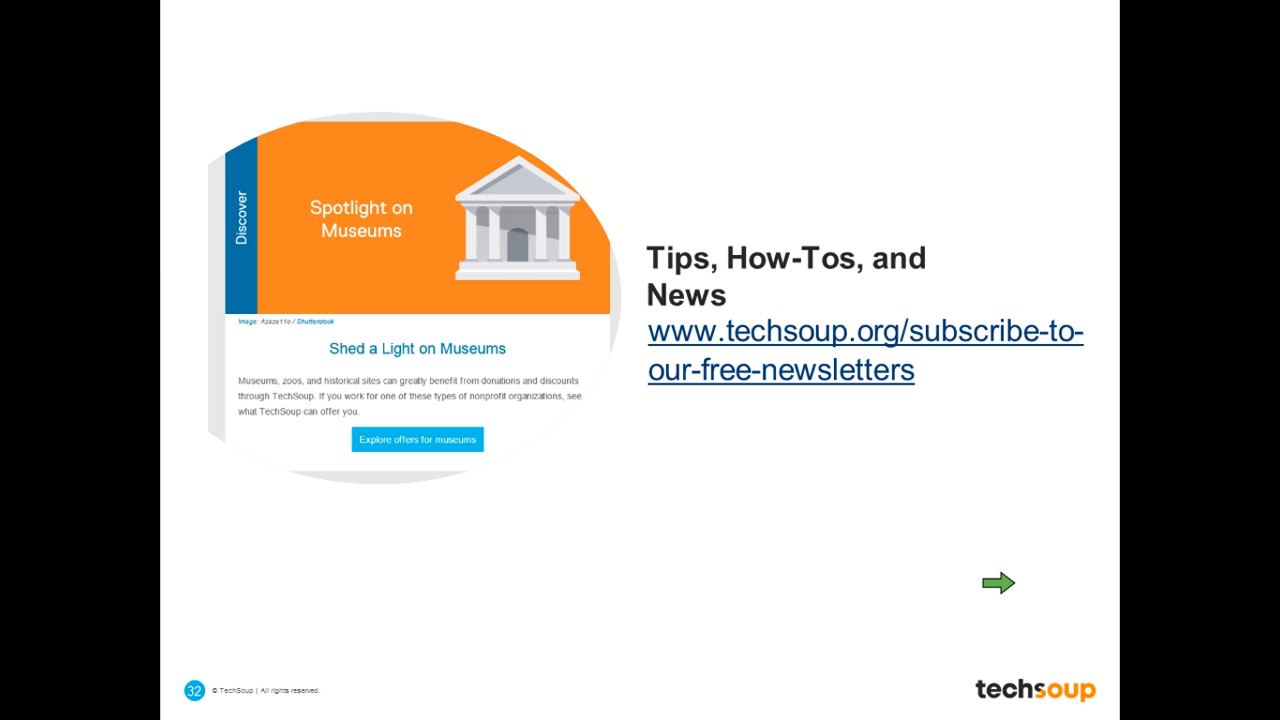 Discover
Spotlight on
Museums
Image: Azaze11o / Shutterstock
Shed a Light on Museums
Museums, zoos, and historical sites can greatly benefit from donations and discounts
through TechSoup. If you work for one of these types of nonprofit organizations, see
what TechSoup can offer you.
Explore offers for museums
Tips, How-Tos, and
News
www.techsoup.org/subscribe-to-
our-free-newsletters
32 © TechSoup | All rights reserved.
techsoup